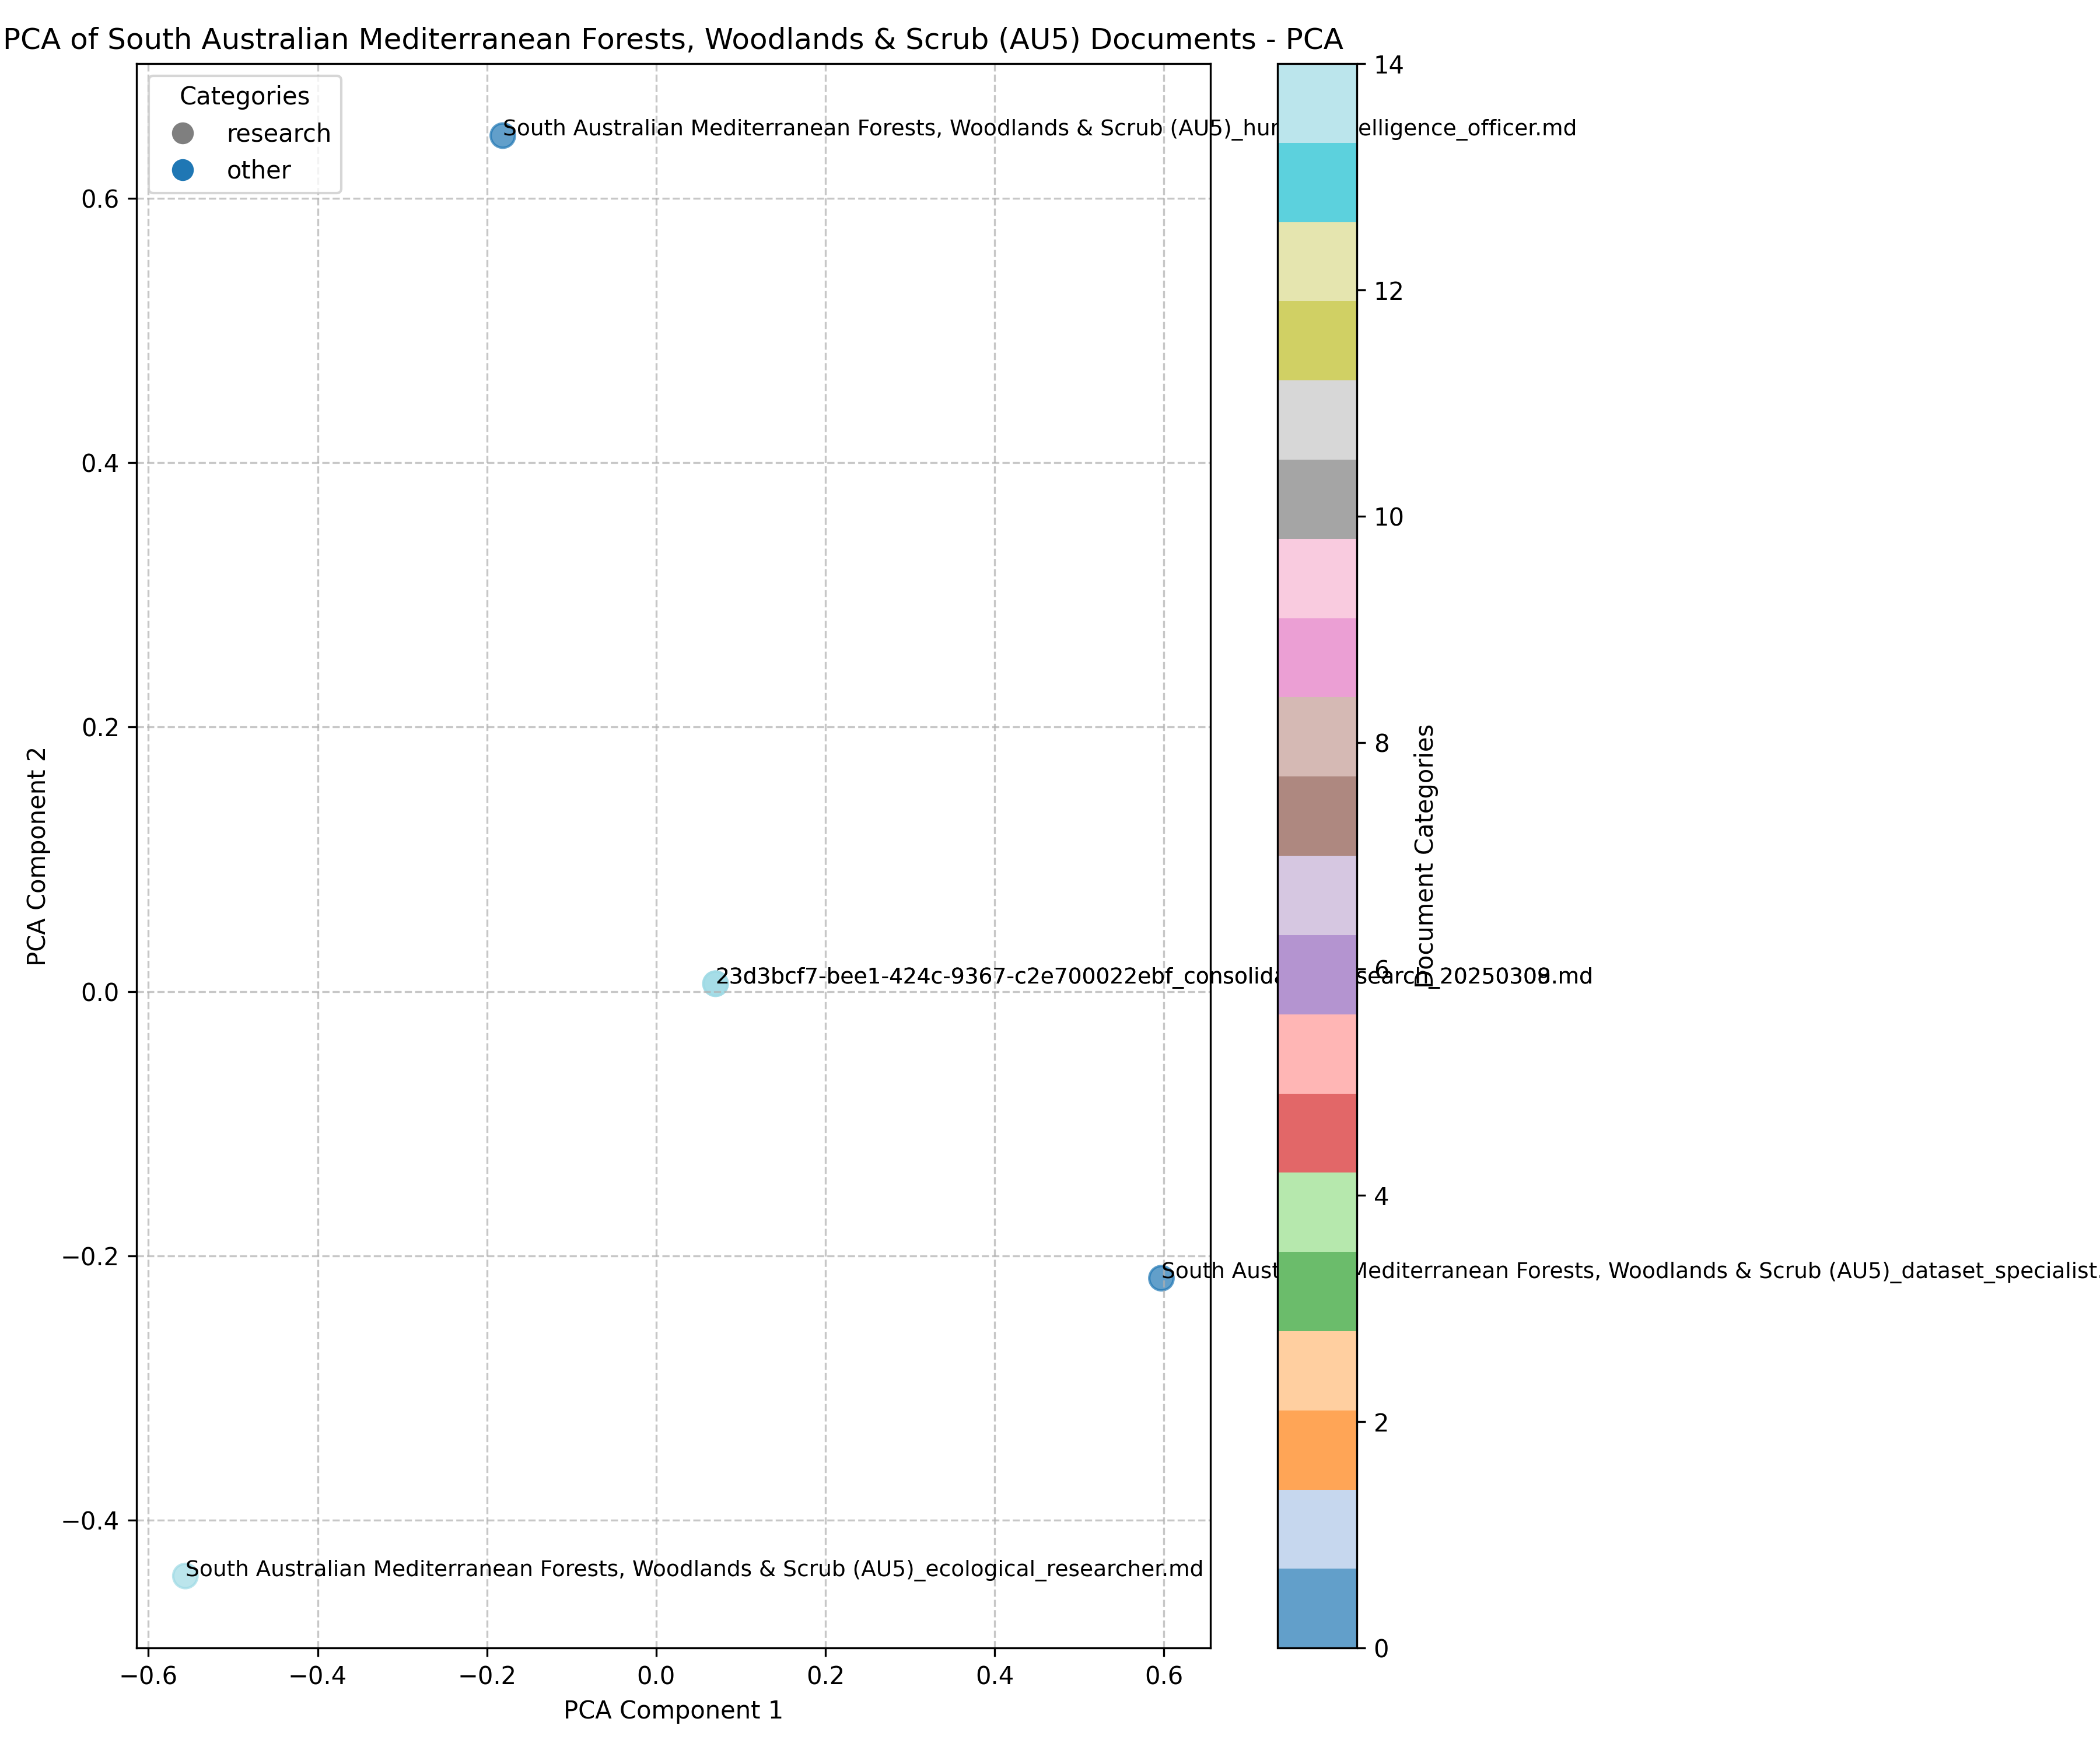 PCA of South Australian Mediterranean Forests, Woodlands & Scrub (AU5) Documents - PCA
Categories
research
other
South Australian Mediterranean Forests, Woodlands & Scrub (AU5)_hur elligence_officer.md
23d3bcf7-bee1-424c-9367-c2e700022ebf_consolida search_2025030 .md
South Aust Mediterranean Forests, Woodlands & Scrub (AU5)_dataset_specialist.
South Australian Mediterranean Forests, Woodlands & Scrub (AU5)_ecological_researcher.md
0.6
0.4
0.2
0.0
−0.2
−0.4
PCA Component 2
−0.6
−0.4
−0.2
0.0
0.2
0.4
0.6
PCA Component 1
14
12
10
8
6
4
2
0
Document Categories